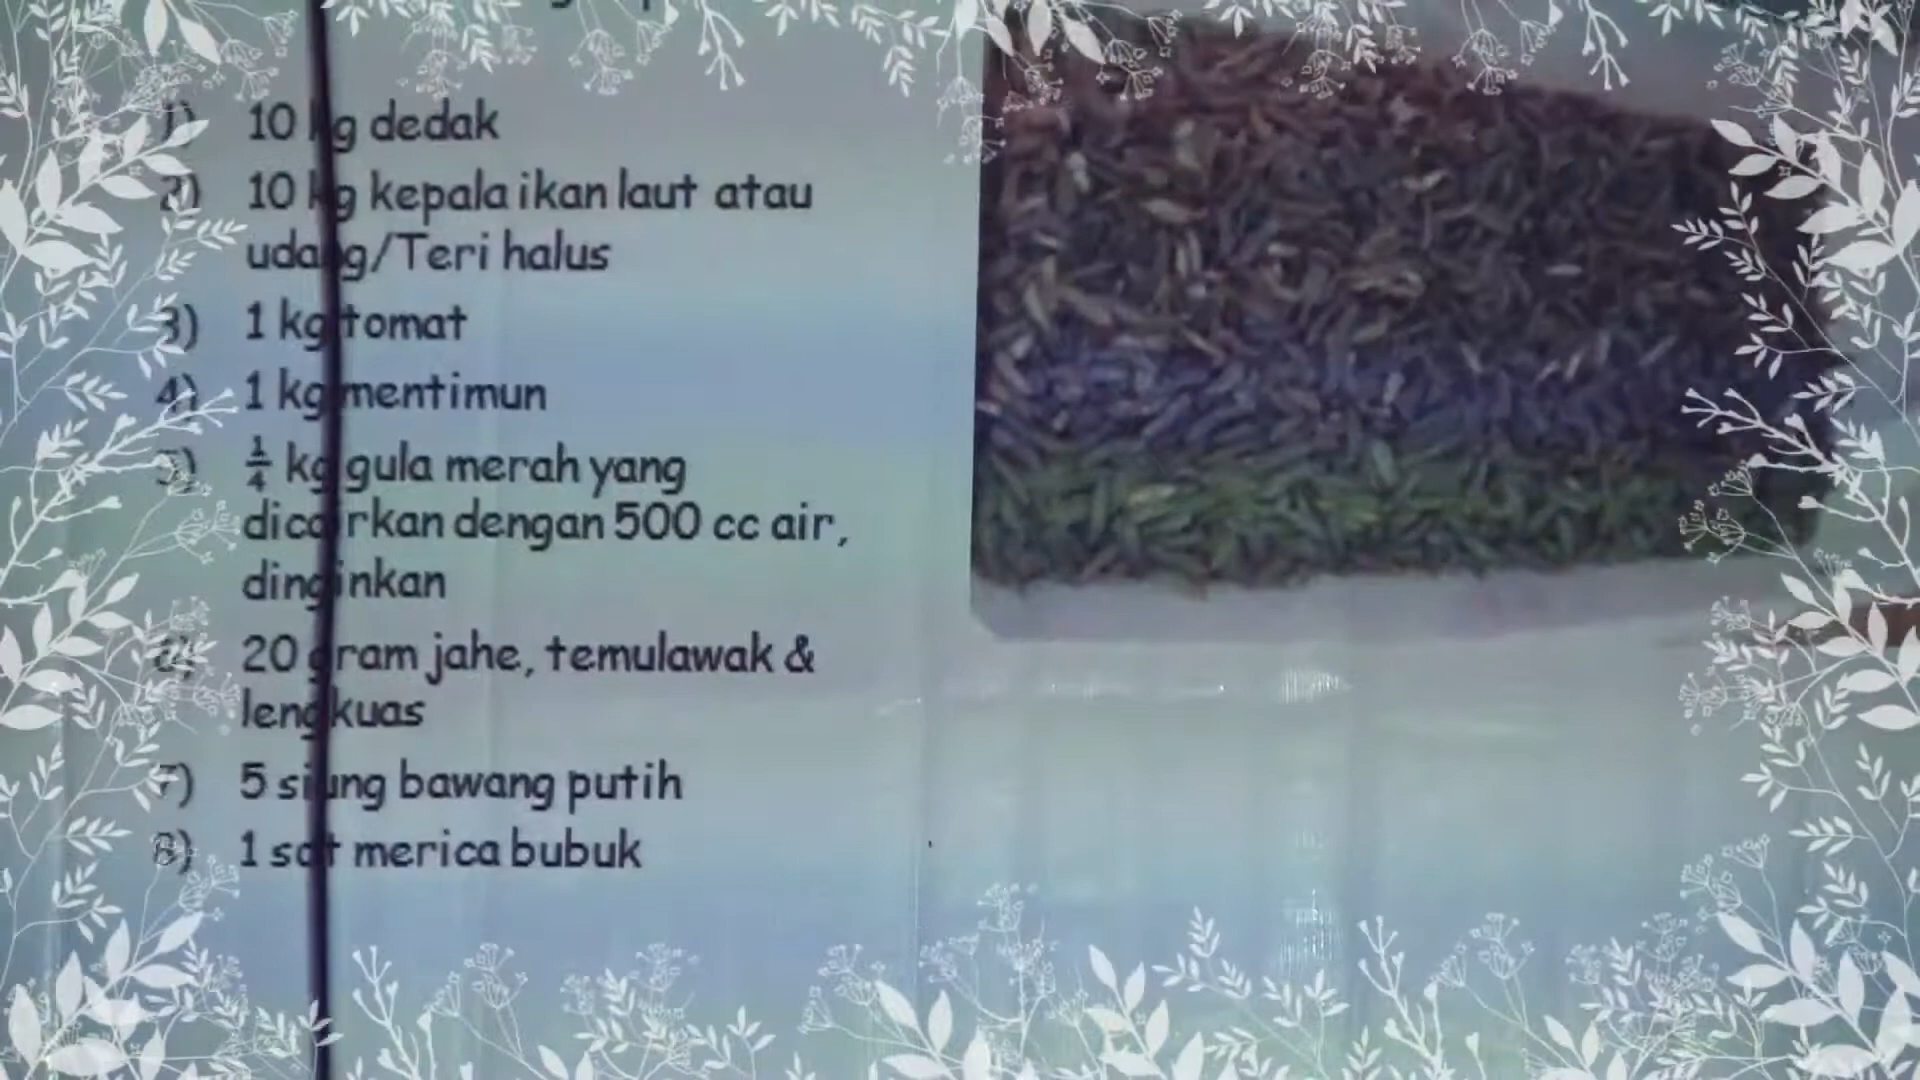 1) 10 kg dedak
2) 10 kg kepala ikan laut atau
udang/Teri halus
3) 1 kg tomat
4) 1 kg mentimun
5) 1/4 kg gula merah yang
dicairkan dengan 500 cc air,
dinginkan
6) 20 gram jahe, temulawak &
lengkuas
7) 5 siung bawang putih
8) 1 sat merica bubuk